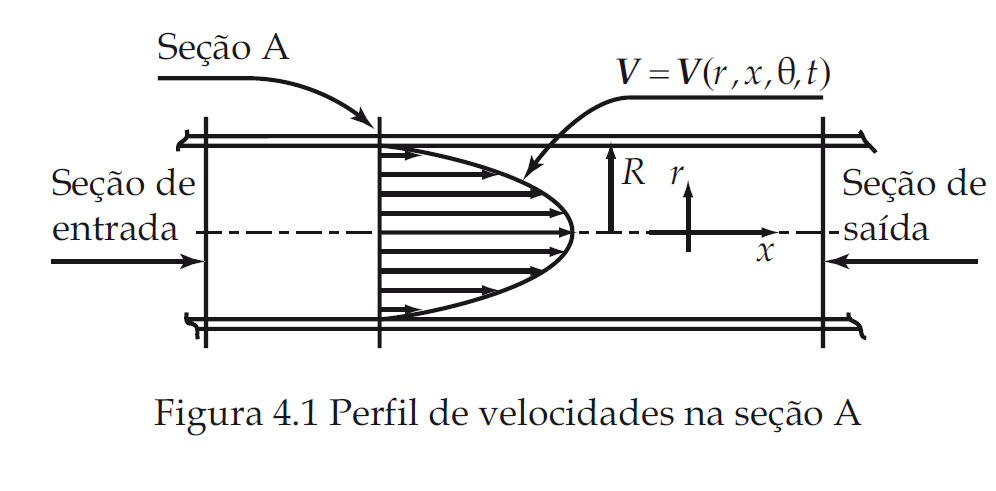 Seção A
V = V(r, x, θ, t)
Seção de
entrada
R
r
x
Seção de
saída
Figura 4.1 Perfil de velocidades na seção A